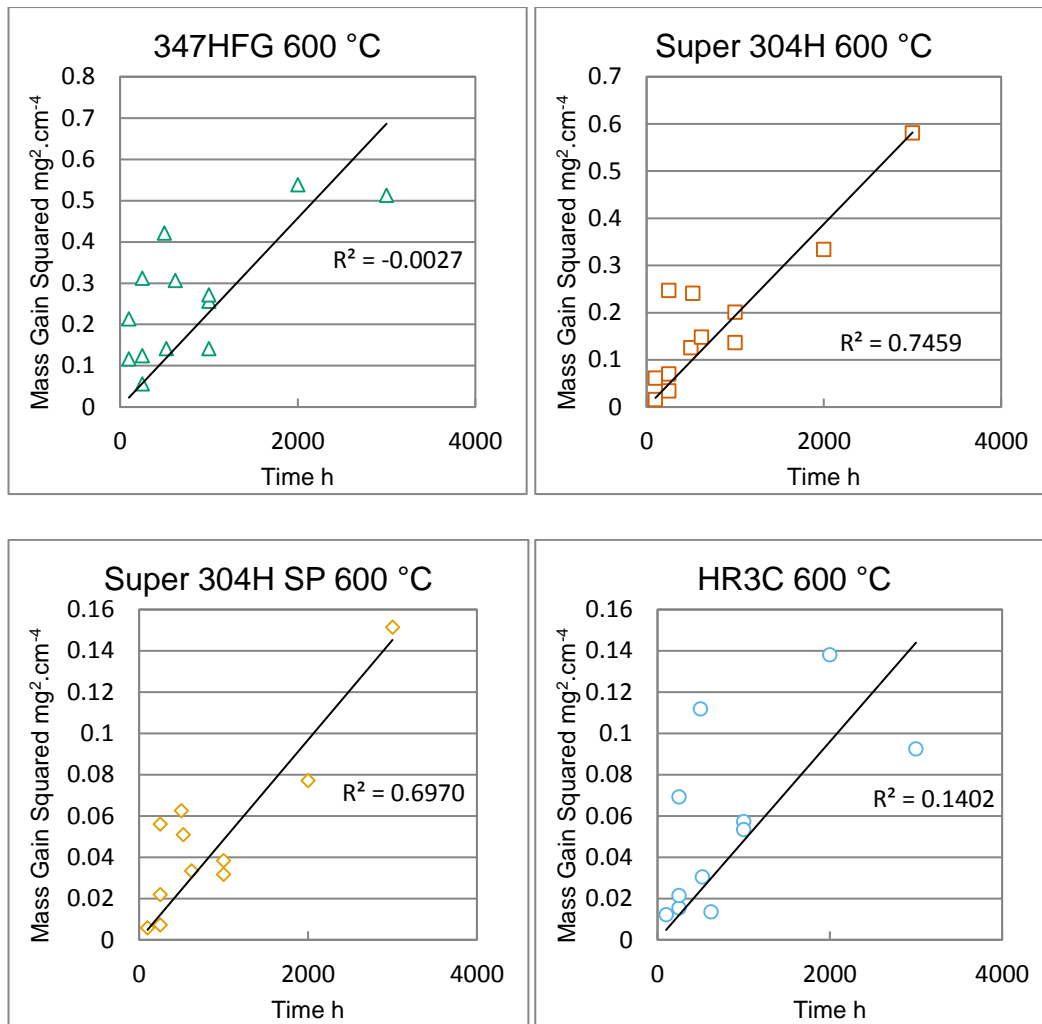 347HFG 600 °C
Mass Gain Squared mg².cm⁻⁴
0.8
0.7
0.6
0.5
0.4
0.3
0.2
0.1
0
R² = -0.0027
0
2000
4000
Time h
Super 304H 600 °C
Mass Gain Squared mg².cm⁻⁴
0.7
0.6
0.5
0.4
0.3
0.2
0.1
0
R² = 0.7459
0
2000
4000
Time h
Super 304H SP 600 °C
Mass Gain Squared mg².cm⁻⁴
0.16
0.14
0.12
0.1
0.08
0.06
0.04
0.02
0
R² = 0.6970
0
2000
4000
Time h
HR3C 600 °C
Mass Gain Squared mg².cm⁻⁴
0.16
0.14
0.12
0.1
0.08
0.06
0.04
0.02
0
R² = 0.1402
0
2000
4000
Time h